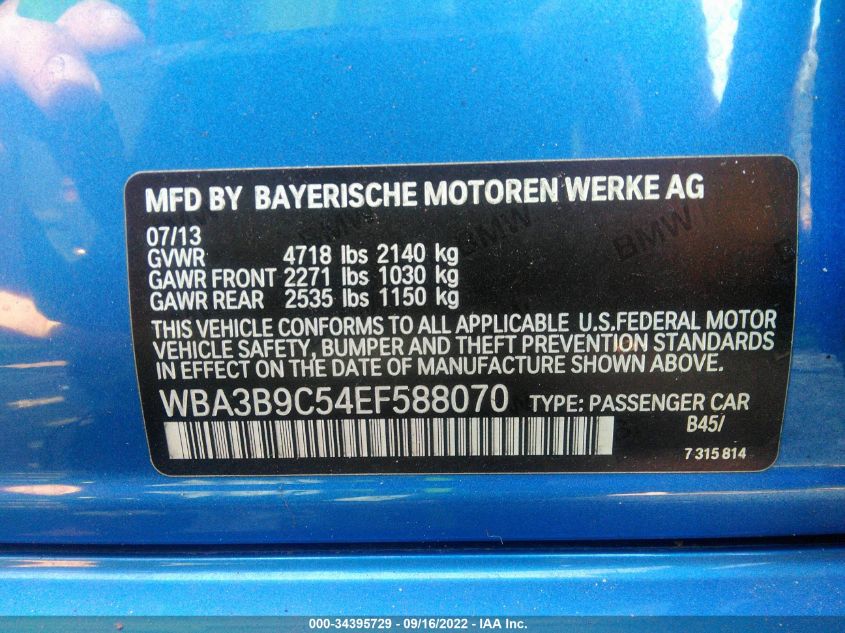 MFD BY BAYERISCHE MOTOREN WERKE AG
07/13
GVWR 4718 lbs 2140 kg
GAWR FRONT 2271 lbs 1030 kg
GAWR REAR 2535 lbs 1150 kg
THIS VEHICLE CONFORMS TO ALL APPLICABLE U.S.FEDERAL MOTOR
VEHICLE SAFETY, BUMPER AND THEFT PREVENTION STANDARDS
IN EFFECT ON THE DATE OF MANUFACTURE SHOWN ABOVE.
WBA3B9C54EF588070 TYPE: PASSENGER CAR
B45/
7 315 814
BMW
BMW
000-34395729 - 09/16/2022 - IAA Inc.